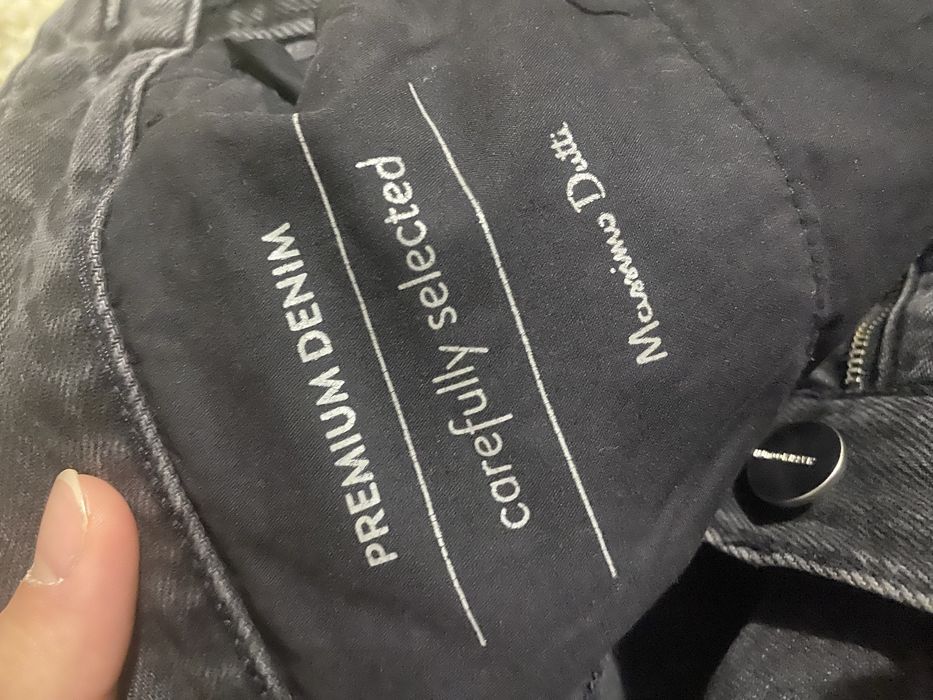 PREMIUM DENIM
carefully selected
Massimo Dutti